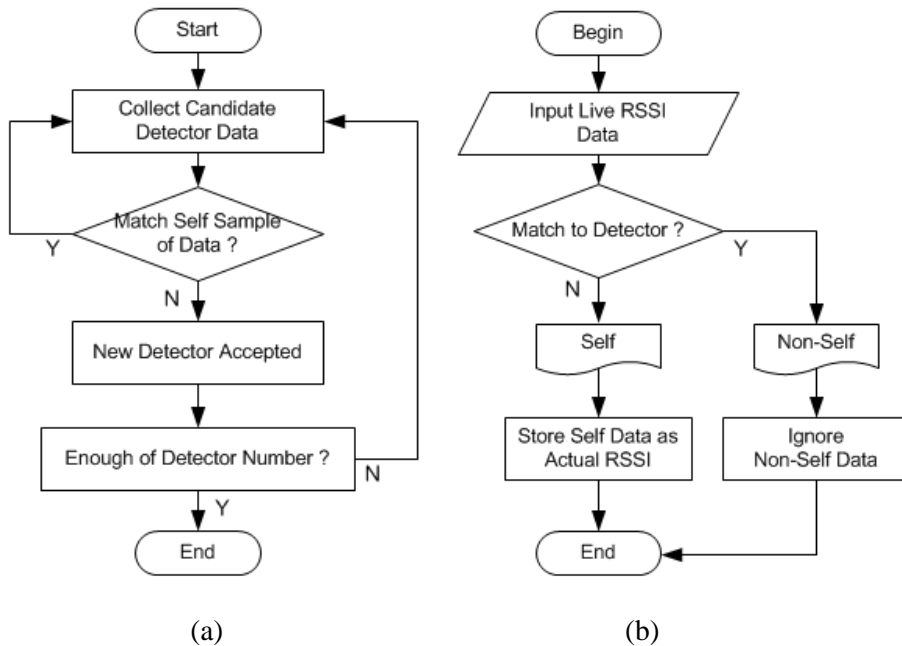 Start
Collect Candidate
Detector Data
Match Self Sample
of Data ?
Y
N
New Detector Accepted
Enough of Detector Number ?
N
Y
End
(a)
Begin
Input Live RSSI
Data
Match to Detector ?
Y
N
Self
Non-Self
Store Self Data as
Actual RSSI
Ignore
Non-Self Data
End
(b)